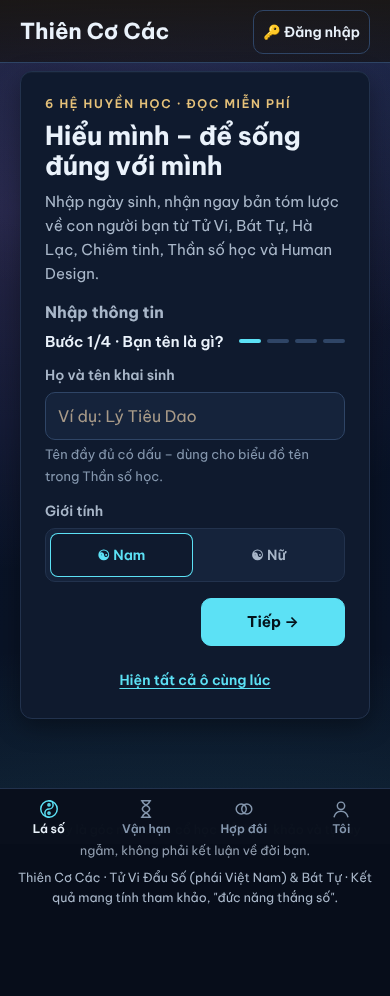 Thiên Cơ Các
🔑 Đăng nhập
6 HỆ HUYỀN HỌC · ĐỌC MIỄN PHÍ
Hiểu mình – để sống
đúng với mình
Nhập ngày sinh, nhận ngay bản tóm lược
về con người bạn từ Tử Vi, Bát Tự, Hà
Lạc, Chiêm tinh, Thần số học và Human
Design.
Nhập thông tin
Bước 1/4 · Bạn tên là gì?
Họ và tên khai sinh
Ví dụ: Lý Tiêu Dao
Tên đầy đủ có dấu – dùng cho biểu đồ tên
trong Thần số học.
Giới tính
☯ Nam
☯ Nữ
Tiếp →
Hiện tất cả ô cùng lúc
Lá số
Vận hạn
Hợp đôi
Tôi
ngẫm, không phải kết luận về đời bạn.
Thiên Cơ Các · Tử Vi Đẩu Số (phái Việt Nam) & Bát Tự · Kết
quả mang tính tham khảo, "đức năng thắng số".